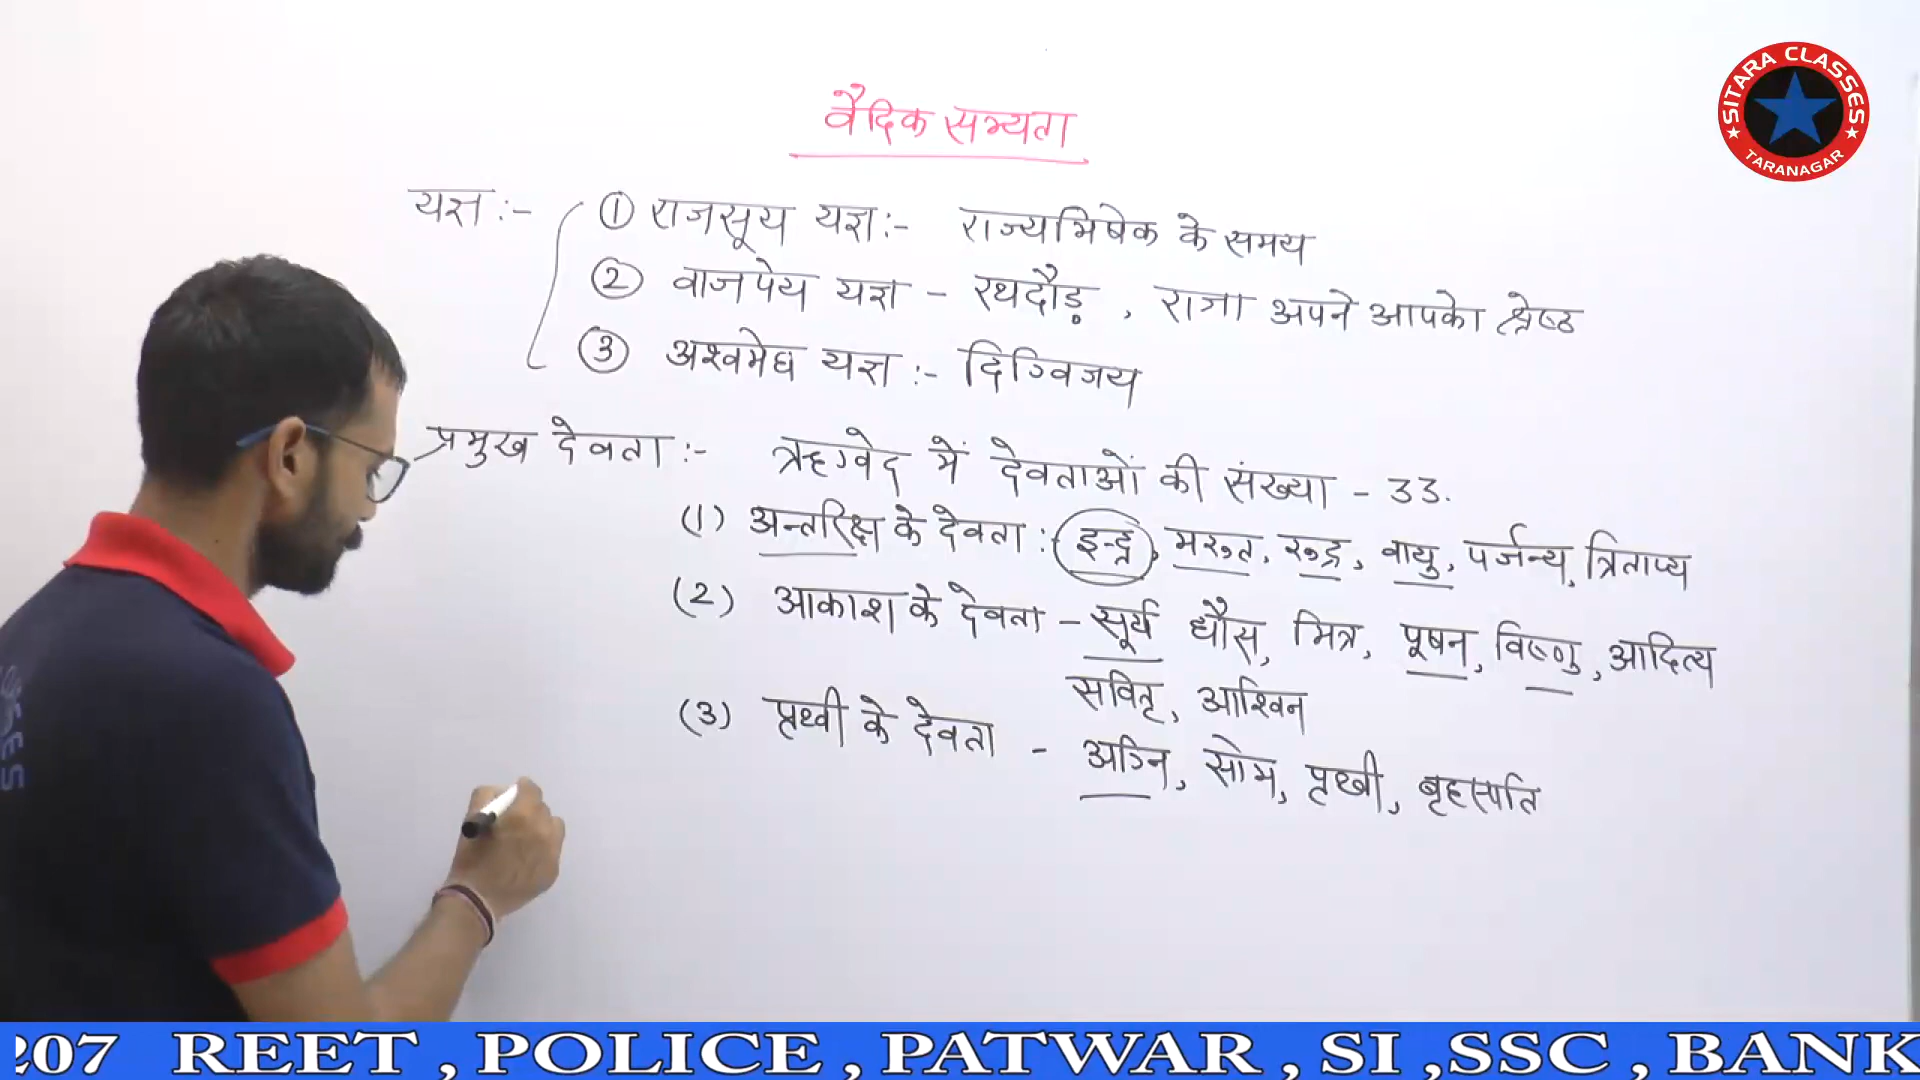 SITARA CLASSES
TARANAGAR
वैदिक सभ्यता
यज्ञ :- ① राजसूय यज्ञ:- राज्यभिषेक के समय
② वाजपेय यज्ञ - रथदौड़ , राजा अपने आपको श्रेष्ठ
③ अश्वमेध यज्ञ :- दिग्विजय
प्रमुख देवता :- ऋग्वेद में देवताओं की संख्या - 33.
(1) अन्तरिक्ष के देवता :- इन्द्र, मरूत, रूद्र, वायु, पर्जन्य, त्रिताप्य
(2) आकाश के देवता - सूर्य द्यौस, मित्र, पूषन, विष्णु, आदित्य
सवितृ, आश्विन
(3) पृथ्वी के देवता - अग्नि, सोम, पृथ्वी, बृहस्पति
207 REET , POLICE , PATWAR , SI ,SSC , BANK